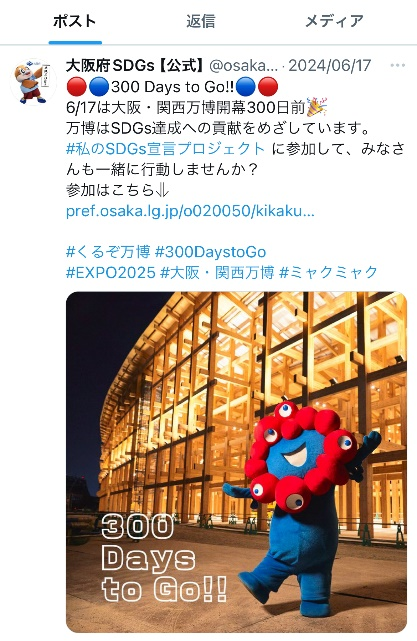 ポスト
返信
メディア
大阪府SDGs【公式】 @osaka... · 2024/06/17
🔴🔵300 Days to Go!!🔵🔴
6/17は大阪・関西万博開幕300日前🎉
万博はSDGs達成への貢献をめざしています。
#私のSDGs宣言プロジェクト に参加して、みなさ
んも一緒に行動しませんか？
参加はこちら⇓
pref.osaka.lg.jp/o020050/kikaku...
#くるぞ万博 #300DaystoGo
#EXPO2025 #大阪・関西万博 #ミャクミャク
300
Days
to Go!!